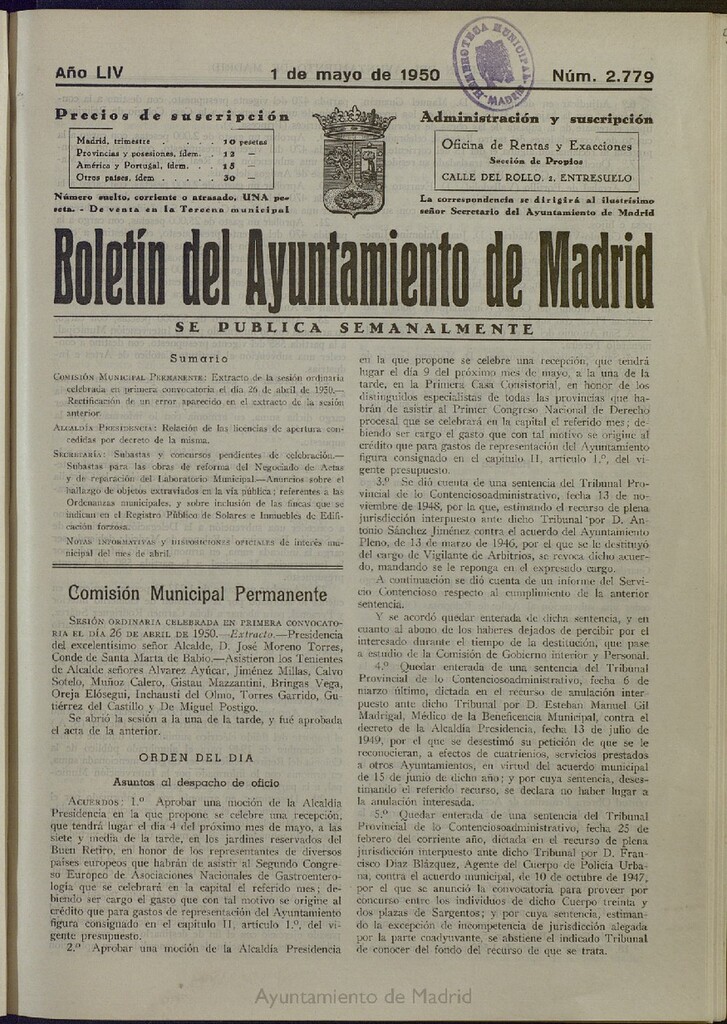 Año LIV
1 de mayo de 1950
Núm. 2.779
HEMEROTECA MUNICIPAL
MADRID
Precios de suscripción
Madrid, trimestre . . . . . . 10 pesetas
Provincias y posesiones, ídem. . 12 —
América y Portugal, ídem. . . 18 —
Otros países, ídem . . . . . 30 —
Número suelto, corriente o atrasado, UNA pe-
seta. - De venta en la Tercena municipal
Administración y suscripción
Oficina de Rentas y Exacciones
Sección de Propios
CALLE DEL ROLLO, 2, ENTRESUELO
La correspondencia se dirigirá al ilustrísimo
señor Secretario del Ayuntamiento de Madrid
Boletín del Ayuntamiento de Madrid
SE PUBLICA SEMANALMENTE
Sumario
COMISIÓN MUNICIPAL PERMANENTE: Extracto de la sesión ordinaria
celebrada en primera convocatoria el día 26 de abril de 1950.—
Rectificación de un error aparecido en el extracto de la sesión
anterior.
ALCALDÍA PRESIDENCIA: Relación de las licencias de apertura con-
cedidas por decreto de la misma.
SECRETARÍA: Subastas y concursos pendientes de celebración.—
Subastas para las obras de reforma del Negociado de Actas
y de reparación del Laboratorio Municipal.—Anuncios sobre el
hallazgo de objetos extraviados en la vía pública; referentes a las
Ordenanzas municipales, y sobre inclusión de las fincas que se
indican en el Registro Público de Solares e Inmuebles de Edifi-
cación forzosa.
NOTAS INFORMATIVAS Y DISPOSICIONES OFICIALES de interés mu-
nicipal del mes de abril.
Comisión Municipal Permanente
SESIÓN ORDINARIA CELEBRADA EN PRIMERA CONVOCATO-
RIA EL DÍA 26 DE ABRIL DE 1950.—Extracto.—Presidencia
del excelentísimo señor Alcalde, D. José Moreno Torres,
Conde de Santa Marta de Babío.—Asistieron los Tenientes
de Alcalde señores Alvarez Ayúcar, Jiménez Millas, Calvo
Sotelo, Muñoz Calero, Gistau Mazzantini, Bringas Vega,
Oreja Elósegui, Inchausti del Olmo, Torres Garrido, Gu-
tiérrez del Castillo y De Miguel Postigo.
Se abrió la sesión a la una de la tarde, y fué aprobada
el acta de la anterior.
ORDEN DEL DIA
Asuntos al despacho de oficio
ACUERDOS: 1.º Aprobar una moción de la Alcaldía
Presidencia en la que propone se celebre una recepción,
que tendrá lugar el día 4 del próximo mes de mayo, a las
siete y media de la tarde, en los jardines reservados del
Buen Retiro, en honor de los representantes de diversos
países europeos que habrán de asistir al Segundo Congre-
so Europeo de Asociaciones Nacionales de Gastroentero-
logía que se celebrará en la capital el referido mes; de-
biendo ser cargo el gasto que con tal motivo se origine al
crédito que para gastos de representación del Ayuntamiento
figura consignado en el capítulo II, artículo 1.º, del vi-
gente presupuesto.
2.º Aprobar una moción de la Alcaldía Presidencia
en la que propone se celebre una recepción, que tendrá
lugar el día 9 del próximo mes de mayo, a la una de la
tarde, en la Primera Casa Consistorial, en honor de los
distinguidos especialistas de todas las provincias que ha-
brán de asistir al Primer Congreso Nacional de Derecho
procesal que se celebrará en la capital el referido mes; de-
biendo ser cargo el gasto que con tal motivo se origine al
crédito que para gastos de representación del Ayuntamiento
figura consignado en el capítulo II, artículo 1.º, del vi-
gente presupuesto.
3.º Se dió cuenta de una sentencia del Tribunal Pro-
vincial de lo Contenciosoadministrativo, fecha 13 de no-
viembre de 1948, por la que, estimando el recurso de plena
jurisdicción interpuesto ante dicho Tribunal por D. An-
tonio Sánchez Jiménez contra el acuerdo del Ayuntamiento
Pleno, de 13 de marzo de 1946, por el que se le destituyó
del cargo de Vigilante de Arbitrios, se revoca dicho acuer-
do, mandando se le reponga en el expresado cargo.
A continuación se dió cuenta de un informe del Servi-
cio Contencioso respecto al cumplimiento de la anterior
sentencia.
Y se acordó quedar enterada de dicha sentencia, y en
cuanto al abono de los haberes dejados de percibir por el
interesado durante el tiempo de la destitución, que pase
a estudio de la Comisión de Gobierno interior y Personal.
4.º Quedar enterada de una sentencia del Tribunal
Provincial de lo Contenciosoadministrativo, fecha 6 de
marzo último, dictada en el recurso de anulación inter-
puesto ante dicho Tribunal por D. Esteban Manuel Gil
Madrigal, Médico de la Beneficencia Municipal, contra el
decreto de la Alcaldía Presidencia, fecha 13 de julio de
1949, por el que se desestimó su petición de que se le
reconocieran, a efectos de cuatrienios, servicios prestados
a otros Ayuntamientos, en virtud del acuerdo municipal
de 15 de junio de dicho año; y por cuya sentencia, deses-
timando el referido recurso, se declara no haber lugar a
la anulación interesada.
5.º Quedar enterada de una sentencia del Tribunal
Provincial de lo Contenciosoadministrativo, fecha 25 de
febrero del corriente año, dictada en el recurso de plena
jurisdicción interpuesto ante dicho Tribunal por D. Fran-
cisco Díaz Blázquez, Agente del Cuerpo de Policía Urba-
na, contra el acuerdo municipal, de 10 de octubre de 1947,
por el que se anunció la convocatoria para proveer por
concurso entre los individuos de dicho Cuerpo treinta y
dos plazas de Sargentos; y por cuya sentencia, estiman-
do la excepción de incompetencia de jurisdicción alegada
por la parte coadyuvante, se abstiene el indicado Tribunal
de conocer del fondo del recurso de que se trata.
Ayuntamiento de Madrid